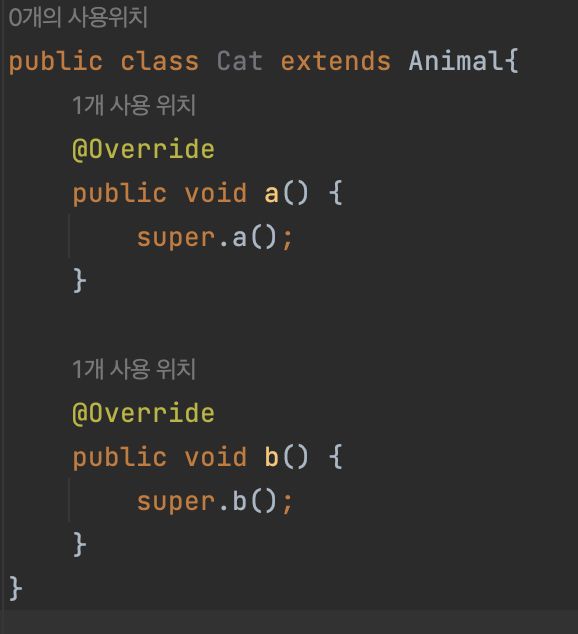 0개의 사용위치
public class Cat extends Animal{
1개 사용 위치
@Override
public void a() {
super.a();
}
1개 사용 위치
@Override
public void b() {
super.b();
}
}